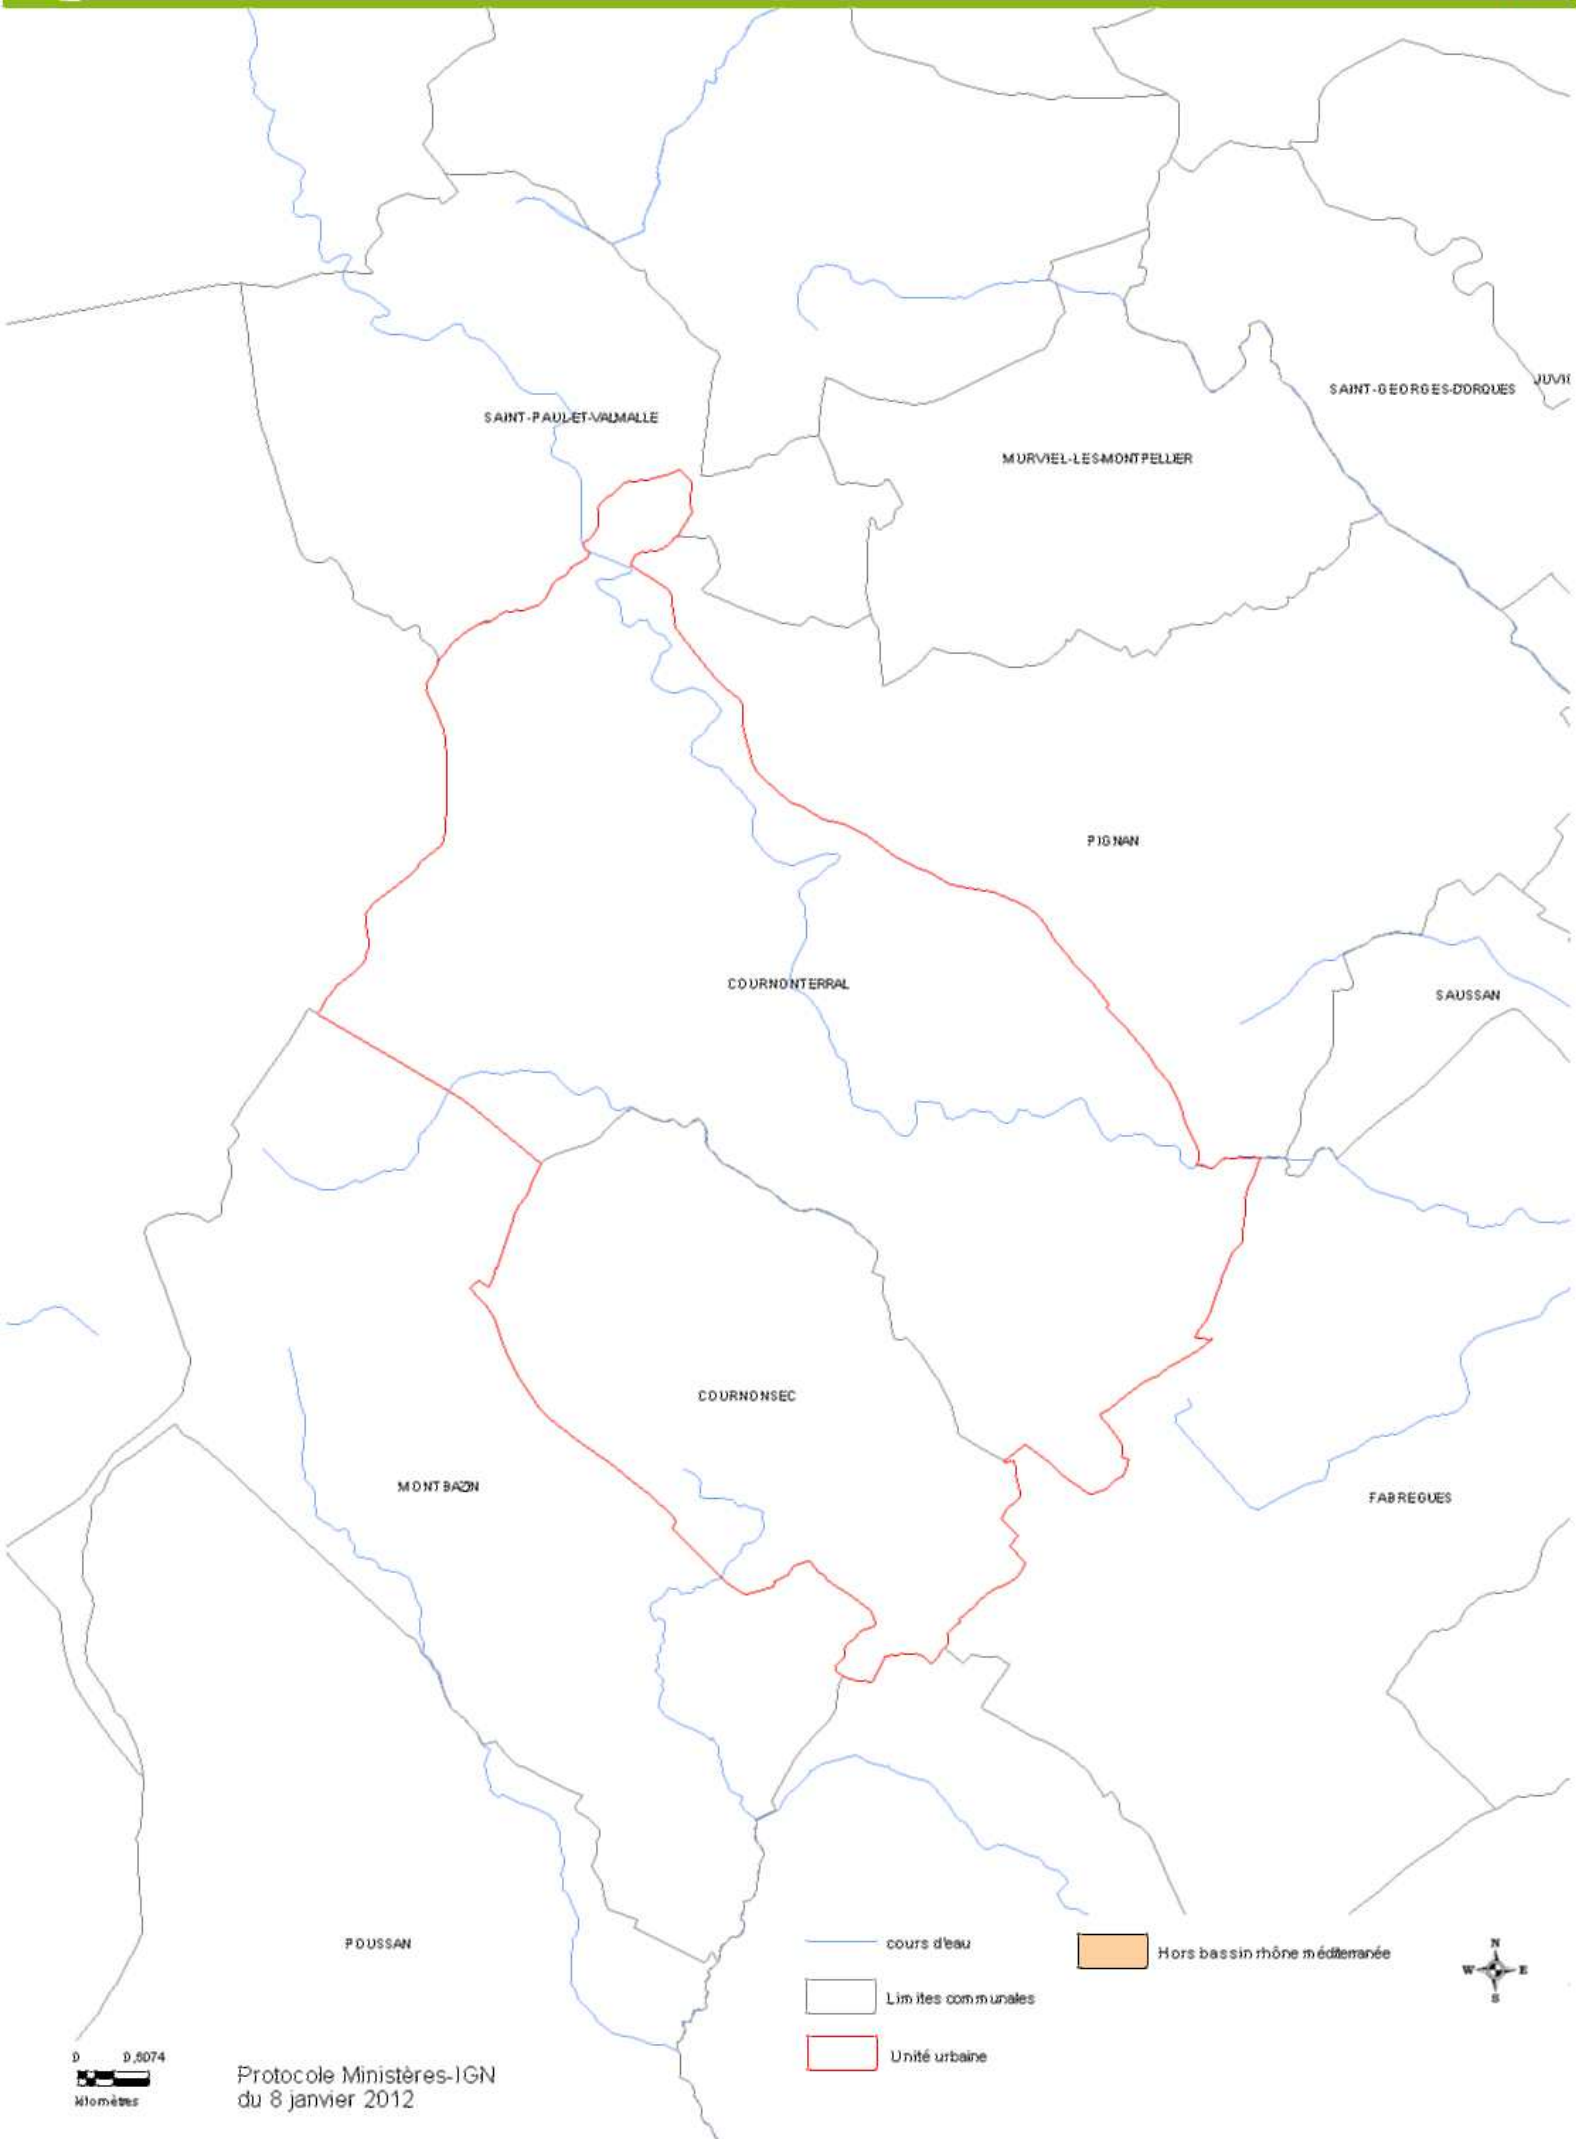 SAINT-GEORGES-D'ORQUES
SAINT-PAUL-ET-VALMALLE
MURVIEL-LES-MONTPELLIER
PIGNAN
COURNONTERRAL
SAUSSAN
COURNONSEC
MONTBAZIN
FABREGUES
POUSSAN
cours d'eau
Hors bassin rhône méditerranée
Limites communales
Unité urbaine
N
W E
S
0 0,6074
kilomètres
Protocole Ministères-IGN
du 8 janvier 2012